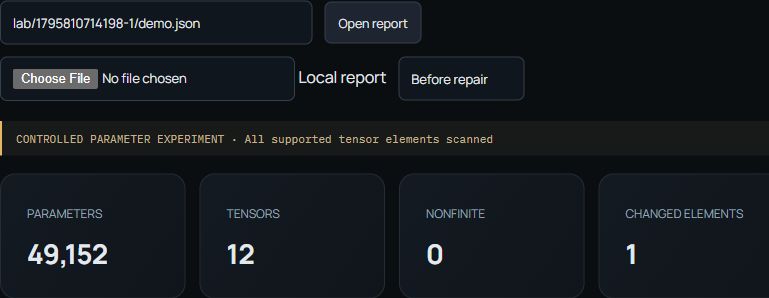 lab/1795810714198-1/demo.json Open report
Choose File No file chosen Local report Before repair
CONTROLLED PARAMETER EXPERIMENT · All supported tensor elements scanned
PARAMETERS TENSORS NONFINITE CHANGED ELEMENTS
49,152 12 0 1